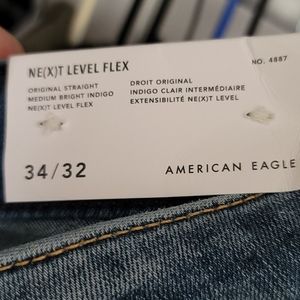 NE(X)T LEVEL FLEX
NO. 4887
ORIGINAL STRAIGHT
MEDIUM BRIGHT INDIGO
NE(X)T LEVEL FLEX
DROIT ORIGINAL
INDIGO CLAIR INTERMÉDIAIRE
EXTENSIBILITÉ NE(X)T LEVEL
34/32
AMERICAN EAGLE